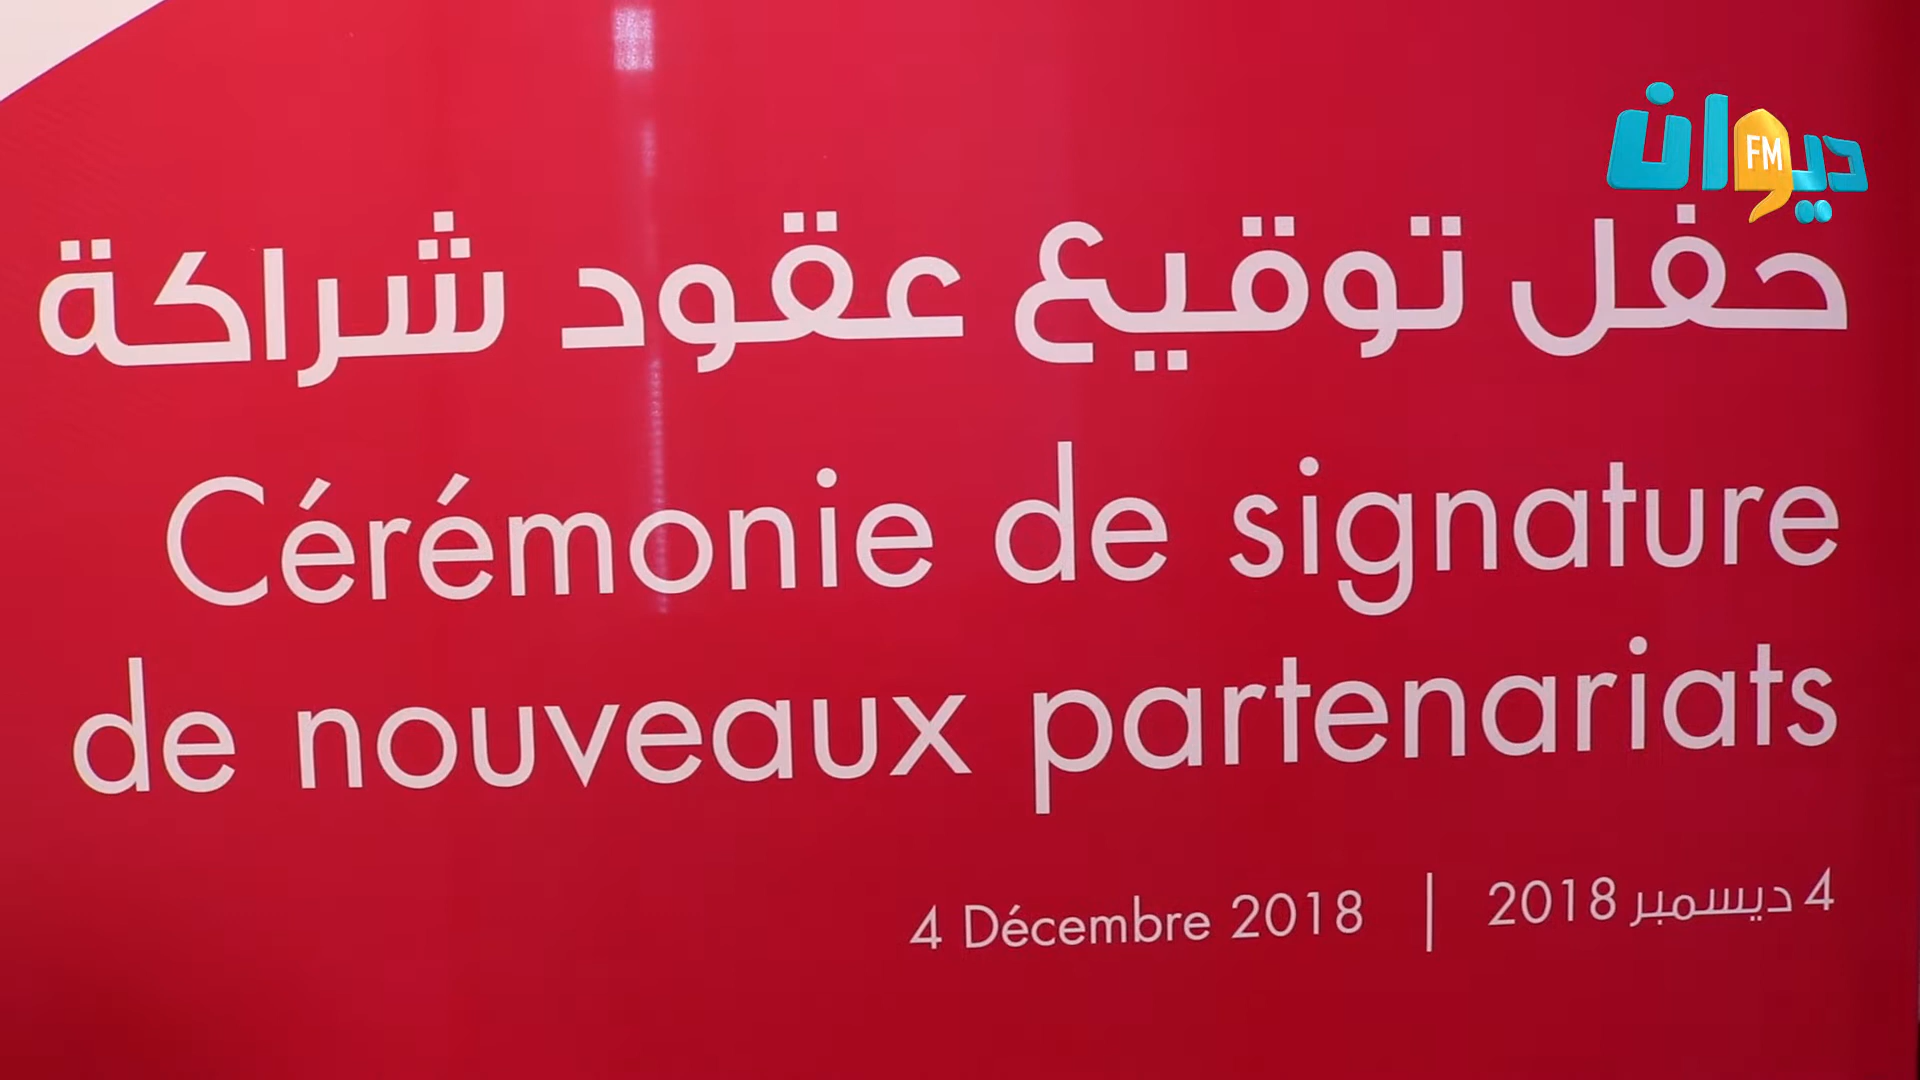 ديوان FM
حفل توقيع عقود شراكة
Cérémonie de signature
de nouveaux partenariats
4 Décembre 2018 | 4 ديسمبر 2018